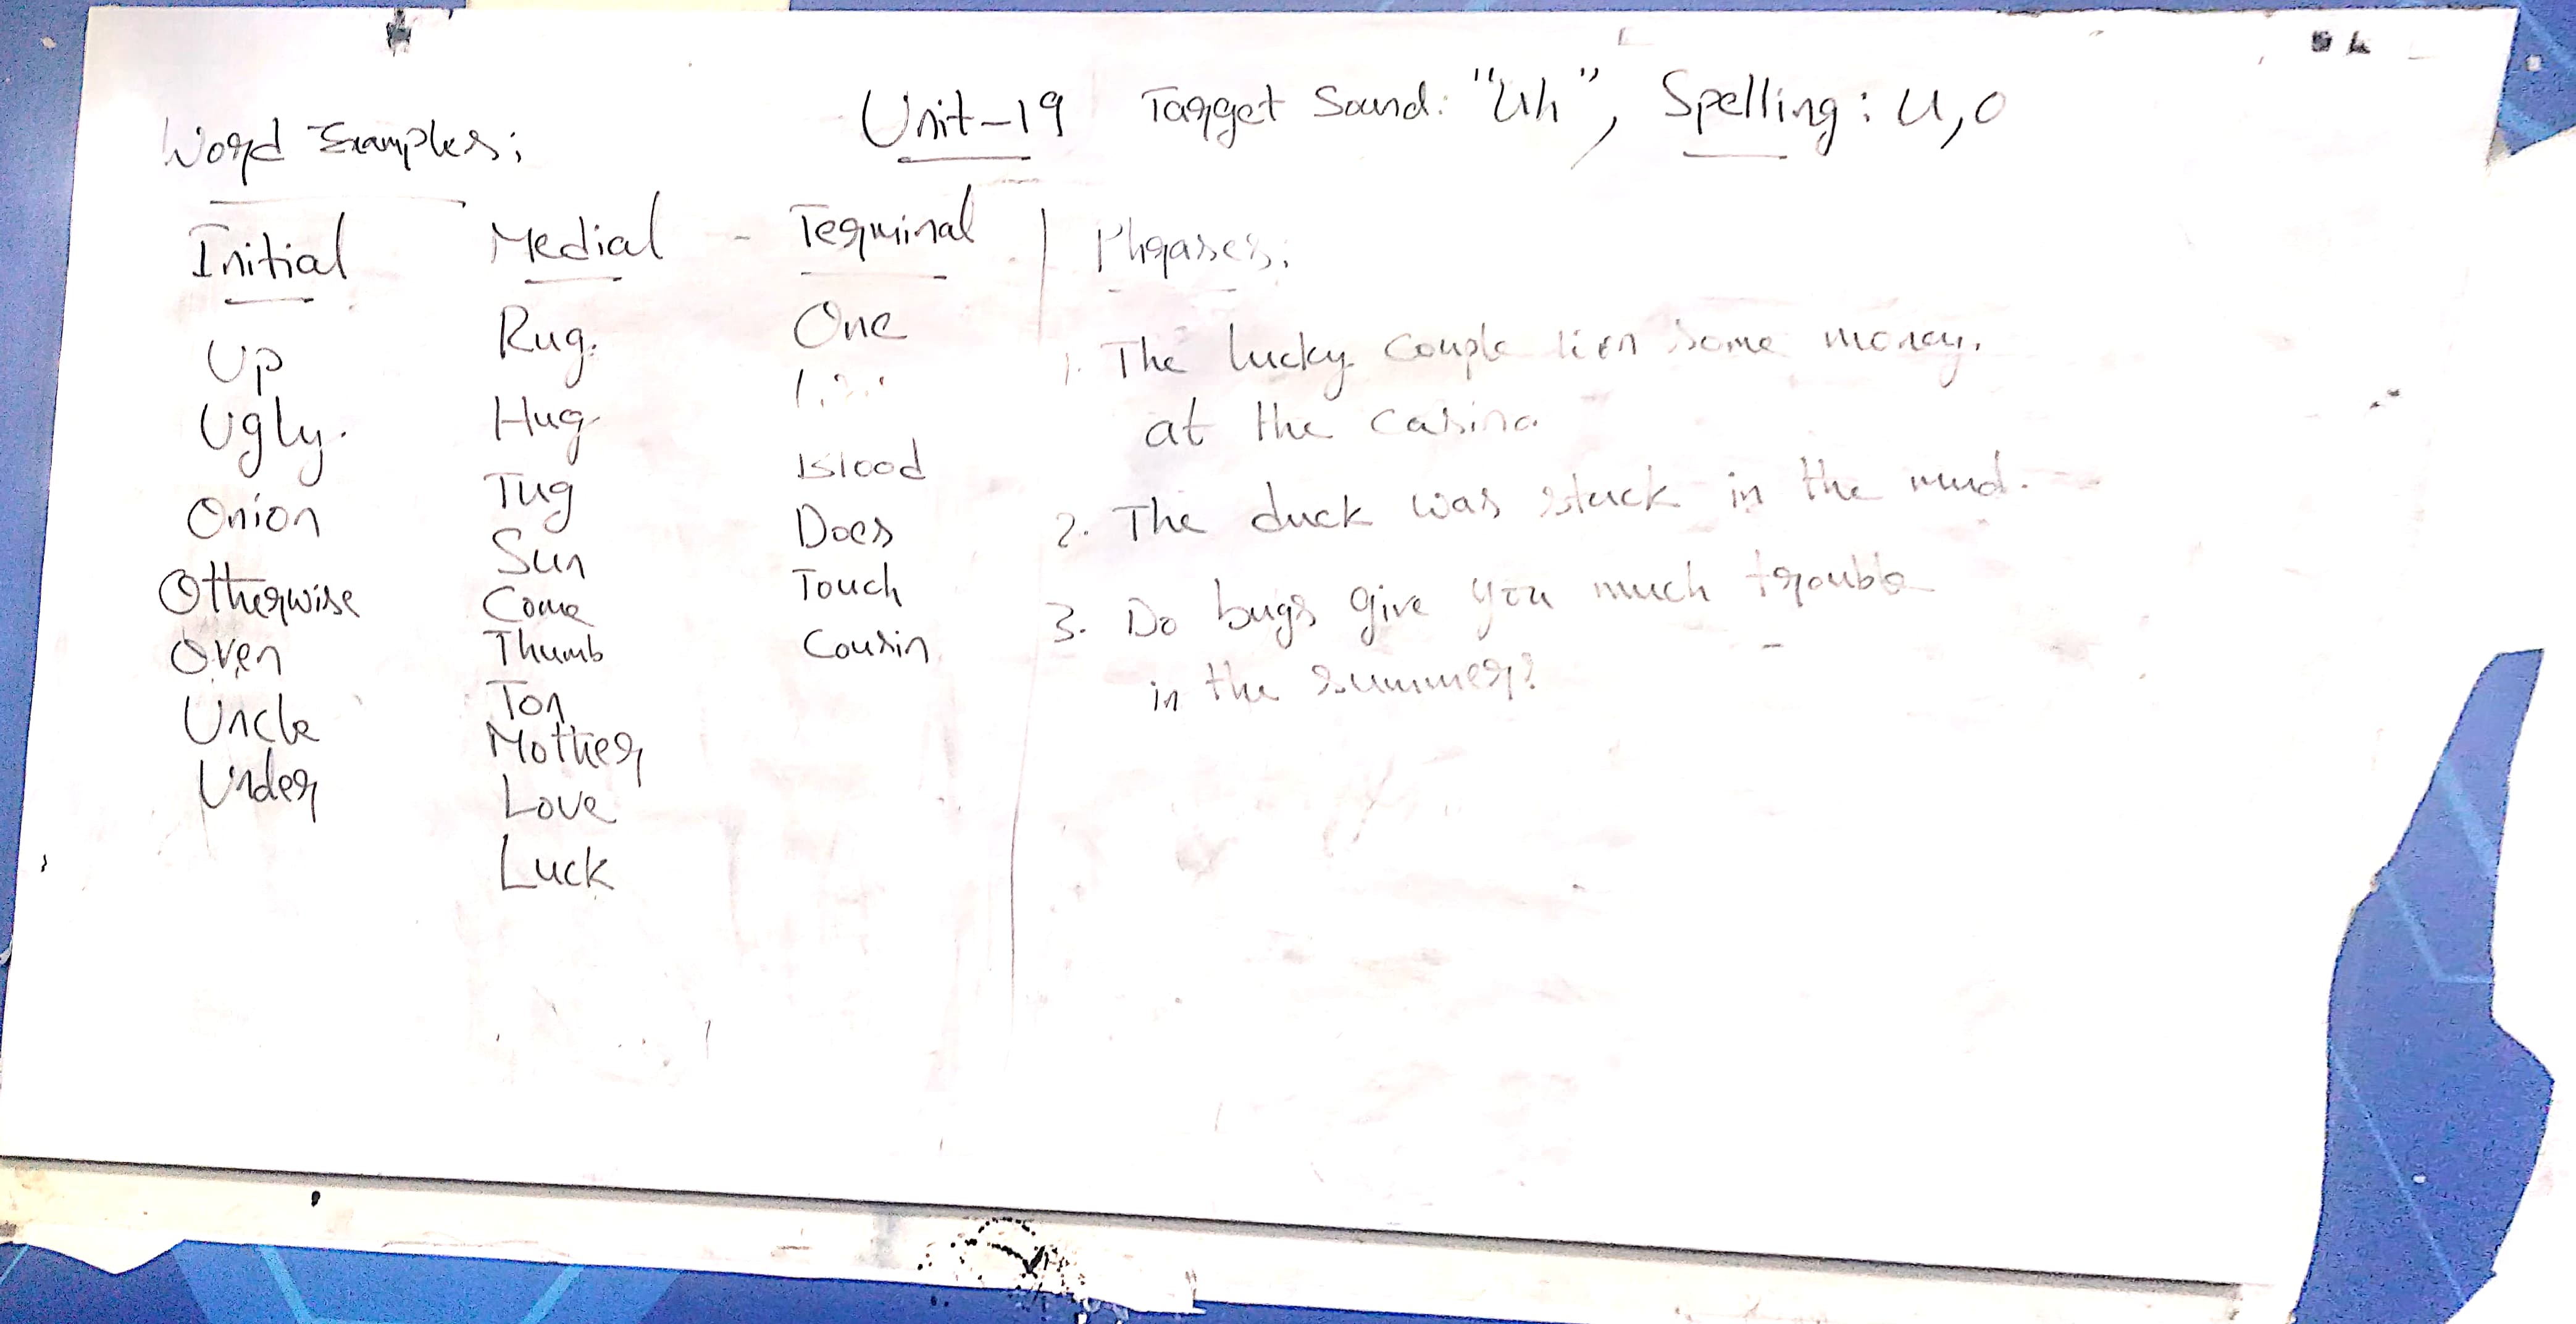 Unit-19 Target Sound: "Uh", Spelling: U, O
Word Examples;
Initial
Up
Ugly.
Onion
Otherwise
Oven
Uncle
Under
Medial -
Rug.
Hug
Tug
Sun
Come
Thumb
Ton
Mother
Love
Luck
Terminal
One
Blood
Does
Touch
Cousin
Phrases:
1. The lucky couple some money.
at the casino
2. The duck was stuck in the mud.
3. Do bugs give you much trouble
in the summer?